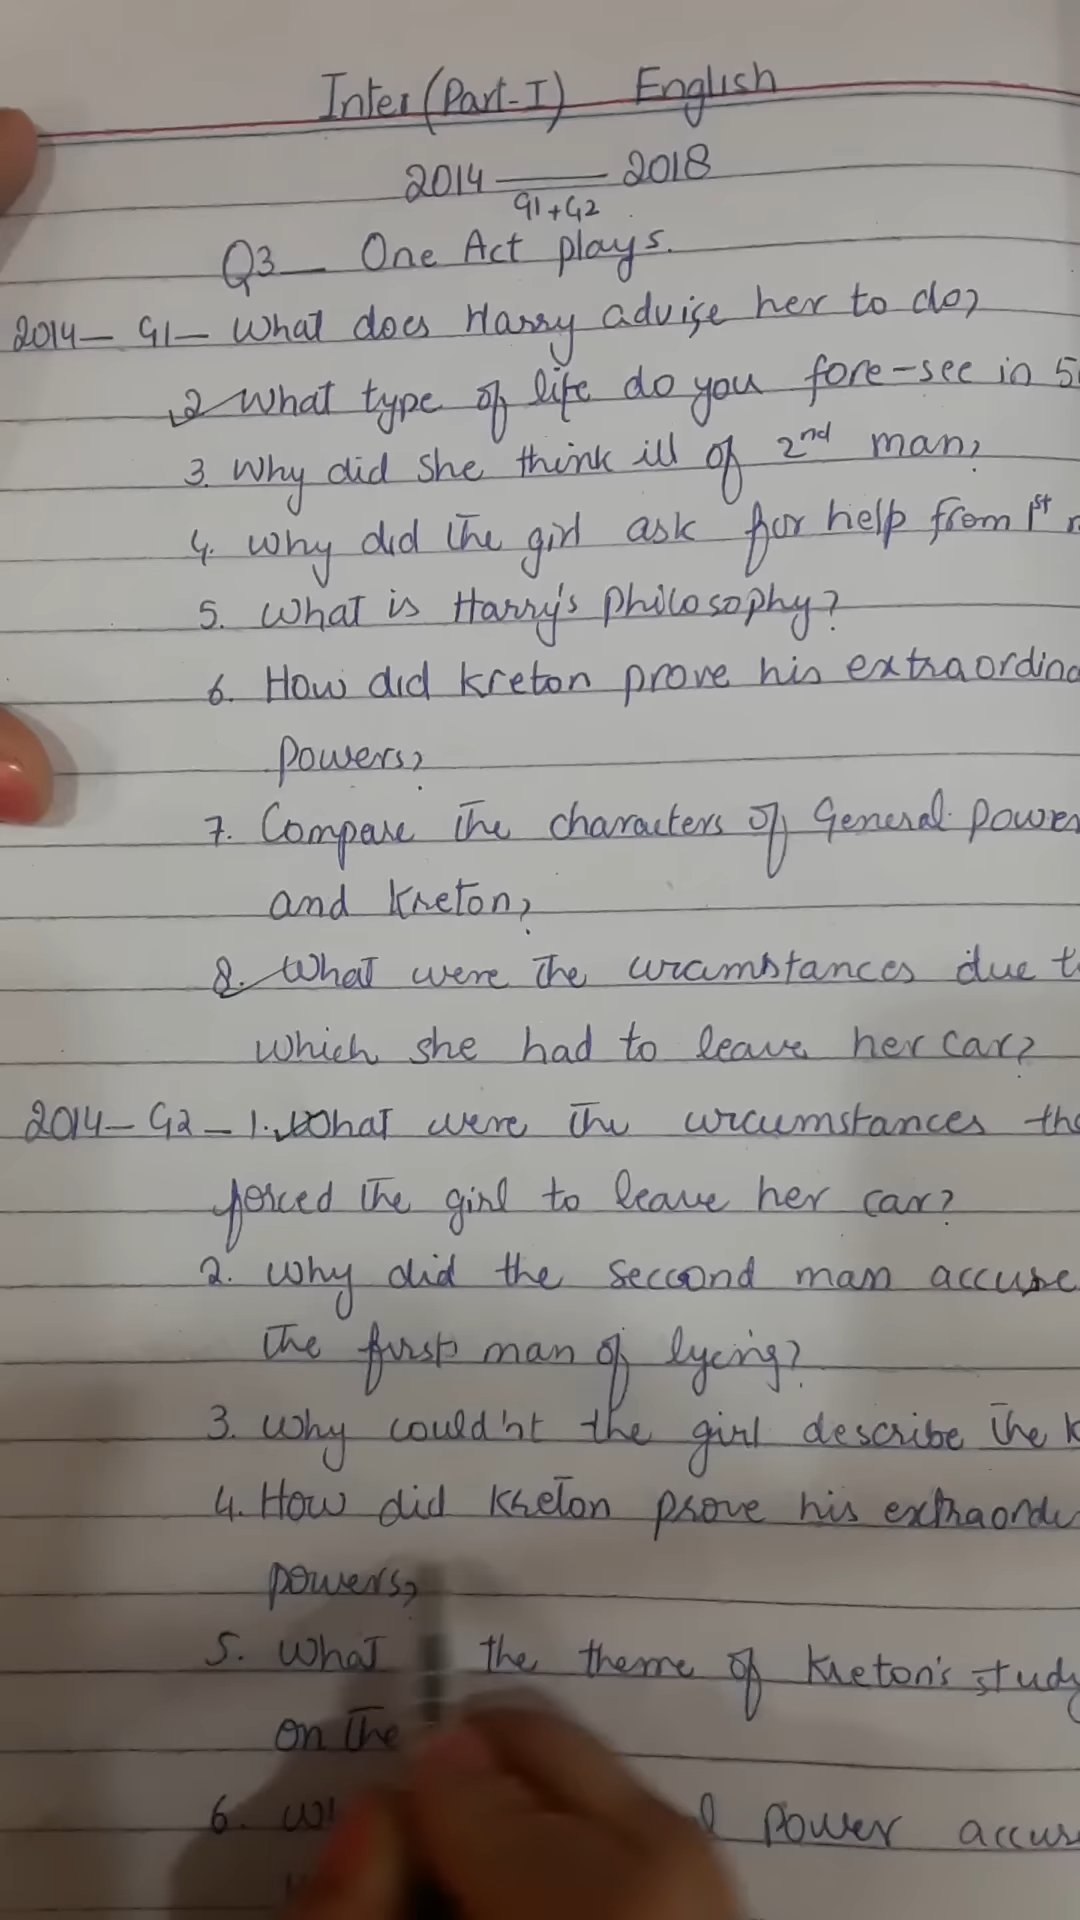 Inter (Part-I) English
2014 — 2018
G1+G2
Q3— One Act plays.
2014— G1— What does Harry advise her to do?
2 What type of life do you fore-see in 5
3. Why did she think ill of 2nd man?
4. Why did the girl ask for help from 1st
5. What is Harry's philosophy?
6. How did Kreton prove his extraordina
powers?
7. Compare the characters of General power
and Kreton?
8. What were the circumstances due t
which she had to leave her car?
2014— G2— 1. What were the circumstances tha
forced the girl to leave her car?
2. Why did the seccond man accuse
the first man of lyeing?
3. Why could'nt the girl describe the k
4. How did Kreton prove his extraordi
powers?
5. What the theme of Kreton's study
on the
6. power accus